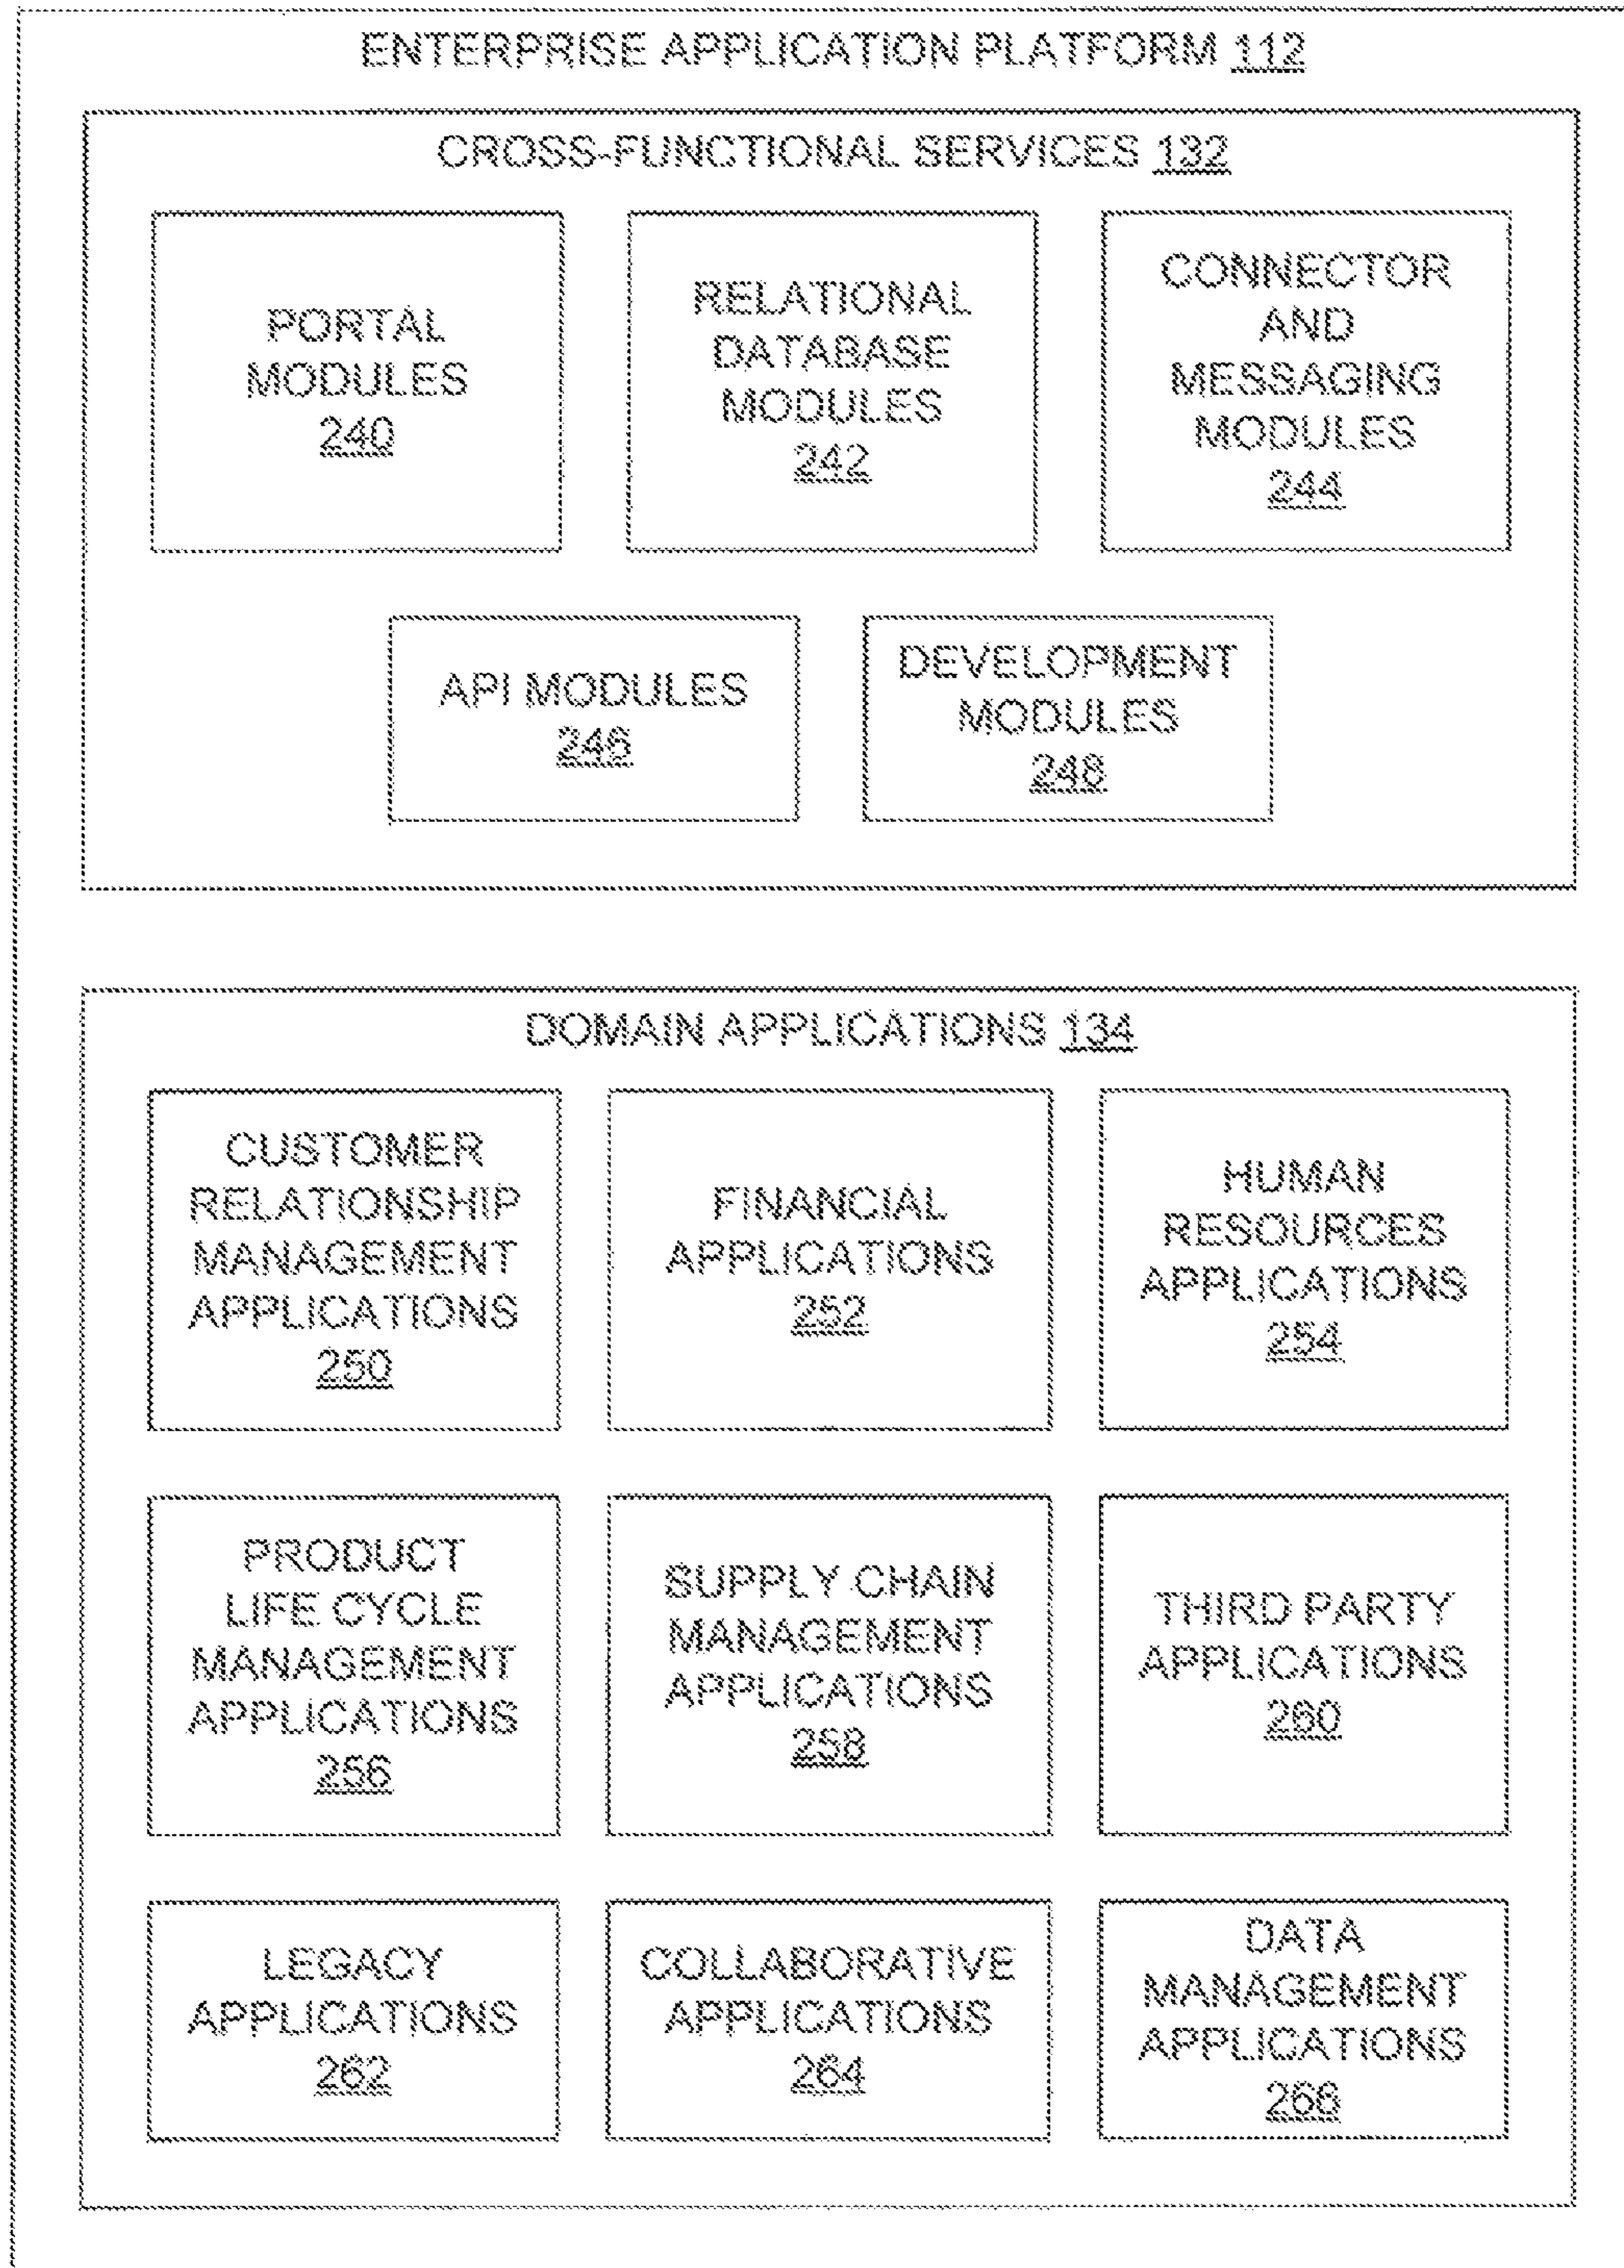 ENTERPRISE APPLICATION PLATFORM 112
CROSS-FUNCTIONAL SERVICES 132
PORTAL
MODULES
240
RELATIONAL
DATABASE
MODULES
242
CONNECTOR
AND
MESSAGING
MODULES
244
API MODULES
246
DEVELOPMENT
MODULES
248
DOMAIN APPLICATIONS 134
CUSTOMER
RELATIONSHIP
MANAGEMENT
APPLICATIONS
250
FINANCIAL
APPLICATIONS
252
HUMAN
RESOURCES
APPLICATIONS
254
PRODUCT
LIFE CYCLE
MANAGEMENT
APPLICATIONS
256
SUPPLY CHAIN
MANAGEMENT
APPLICATIONS
258
THIRD PARTY
APPLICATIONS
260
LEGACY
APPLICATIONS
262
COLLABORATIVE
APPLICATIONS
264
DATA
MANAGEMENT
APPLICATIONS
266